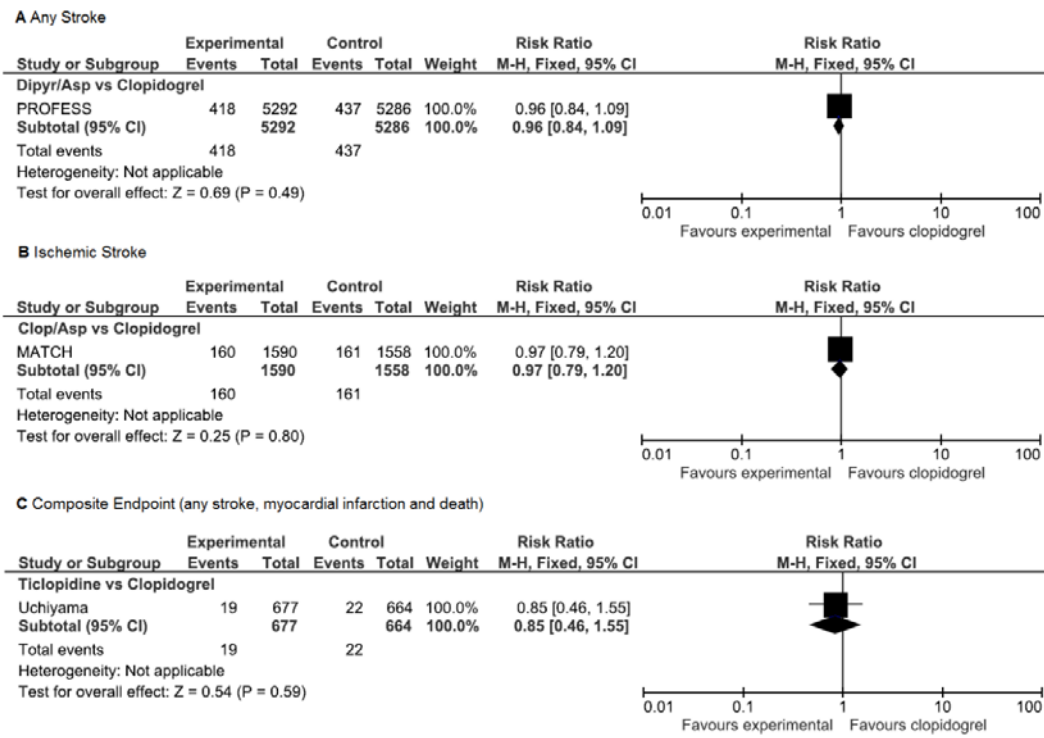 A Any Stroke
Experimental Control Risk Ratio Risk Ratio
Study or Subgroup Events Total Events Total Weight M-H, Fixed, 95% CI M-H, Fixed, 95% CI
Dipyr/Asp vs Clopidogrel
PROFESS 418 5292 437 5286 100.0% 0.96 [0.84, 1.09]
Subtotal (95% CI) 5292 5286 100.0% 0.96 [0.84, 1.09]
Total events 418 437
Heterogeneity: Not applicable
Test for overall effect: Z = 0.69 (P = 0.49)
0.01 0.1 1 10 100
Favours experimental Favours clopidogrel
B Ischemic Stroke
Experimental Control Risk Ratio Risk Ratio
Study or Subgroup Events Total Events Total Weight M-H, Fixed, 95% CI M-H, Fixed, 95% CI
Clop/Asp vs Clopidogrel
MATCH 160 1590 161 1558 100.0% 0.97 [0.79, 1.20]
Subtotal (95% CI) 1590 1558 100.0% 0.97 [0.79, 1.20]
Total events 160 161
Heterogeneity: Not applicable
Test for overall effect: Z = 0.25 (P = 0.80)
0.01 0.1 1 10 100
Favours experimental Favours clopidogrel
C Composite Endpoint (any stroke, myocardial infarction and death)
Experimental Control Risk Ratio Risk Ratio
Study or Subgroup Events Total Events Total Weight M-H, Fixed, 95% CI M-H, Fixed, 95% CI
Ticlopidine vs Clopidogrel
Uchiyama 19 677 22 664 100.0% 0.85 [0.46, 1.55]
Subtotal (95% CI) 677 664 100.0% 0.85 [0.46, 1.55]
Total events 19 22
Heterogeneity: Not applicable
Test for overall effect: Z = 0.54 (P = 0.59)
0.01 0.1 1 10 100
Favours experimental Favours clopidogrel